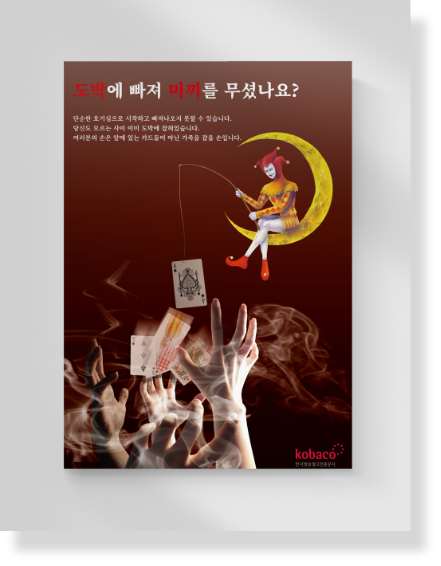 도박에 빠져 미끼를 무셨나요?
단순한 호기심으로 시작하고 빠져나오지 못할 수 있습니다.
당신도 모르는 사이 이미 도박에 잡혀있습니다.
여러분의 손은 앞에 있는 카드들이 아닌 가족을 잡을 손입니다.
kobaco
한국방송광고진흥공사